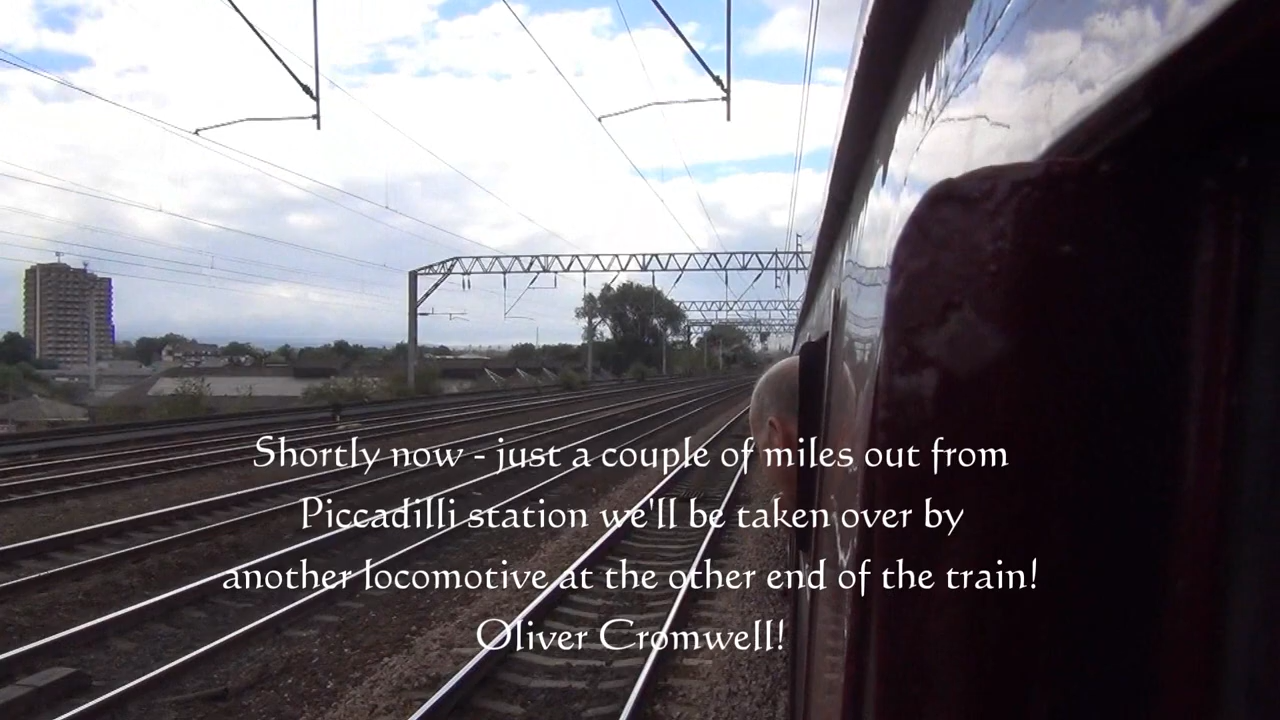 Shortly now - just a couple of miles out from
Piccadilli station we'll be taken over by
another locomotive at the other end of the train!
Oliver Cromwell!